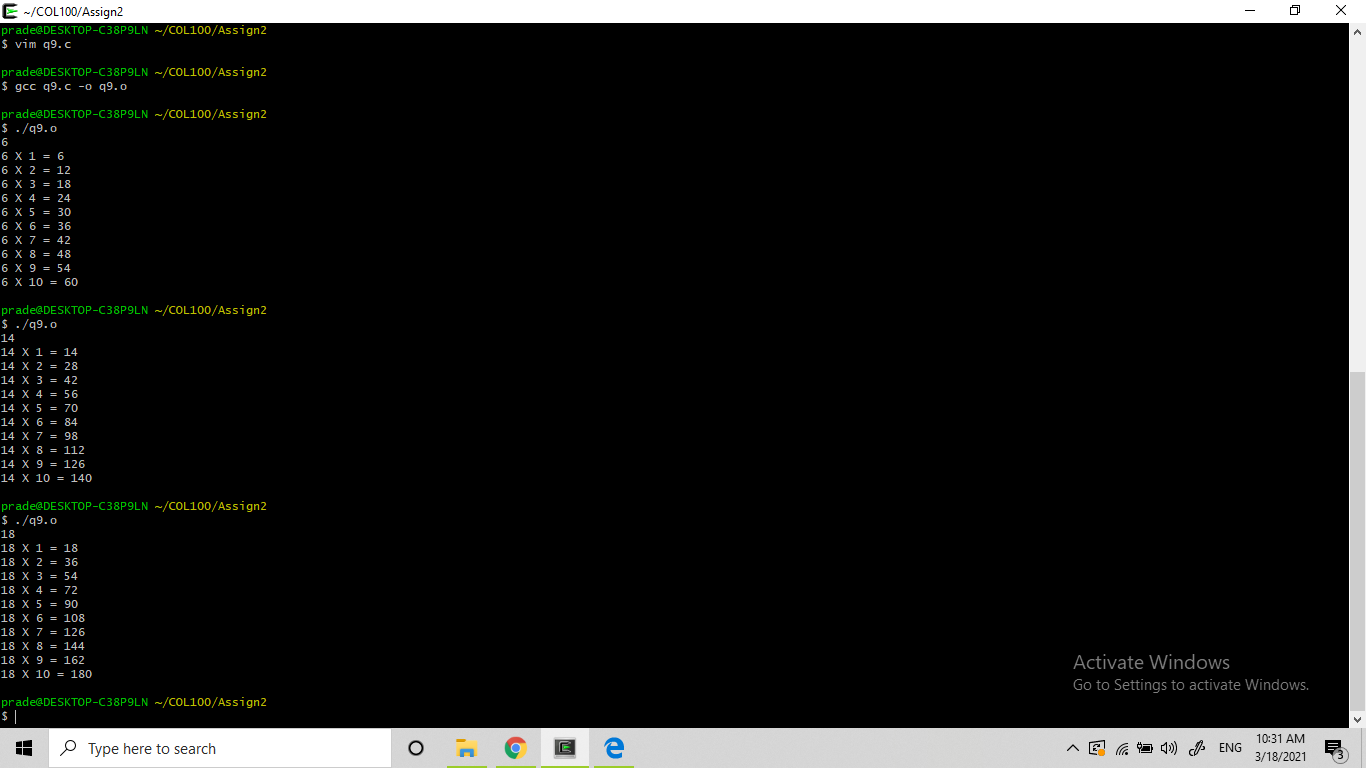 ~/COL100/Assign2
prade@DESKTOP-C38P9LN ~/COL100/Assign2
$ vim q9.c
prade@DESKTOP-C38P9LN ~/COL100/Assign2
$ gcc q9.c -o q9.o
prade@DESKTOP-C38P9LN ~/COL100/Assign2
$ ./q9.o
6
6 X 1 = 6
6 X 2 = 12
6 X 3 = 18
6 X 4 = 24
6 X 5 = 30
6 X 6 = 36
6 X 7 = 42
6 X 8 = 48
6 X 9 = 54
6 X 10 = 60
prade@DESKTOP-C38P9LN ~/COL100/Assign2
$ ./q9.o
14
14 X 1 = 14
14 X 2 = 28
14 X 3 = 42
14 X 4 = 56
14 X 5 = 70
14 X 6 = 84
14 X 7 = 98
14 X 8 = 112
14 X 9 = 126
14 X 10 = 140
prade@DESKTOP-C38P9LN ~/COL100/Assign2
$ ./q9.o
18
18 X 1 = 18
18 X 2 = 36
18 X 3 = 54
18 X 4 = 72
18 X 5 = 90
18 X 6 = 108
18 X 7 = 126
18 X 8 = 144
18 X 9 = 162
18 X 10 = 180
prade@DESKTOP-C38P9LN ~/COL100/Assign2
$
Activate Windows
Go to Settings to activate Windows.
Type here to search
ENG
10:31 AM
3/18/2021
3